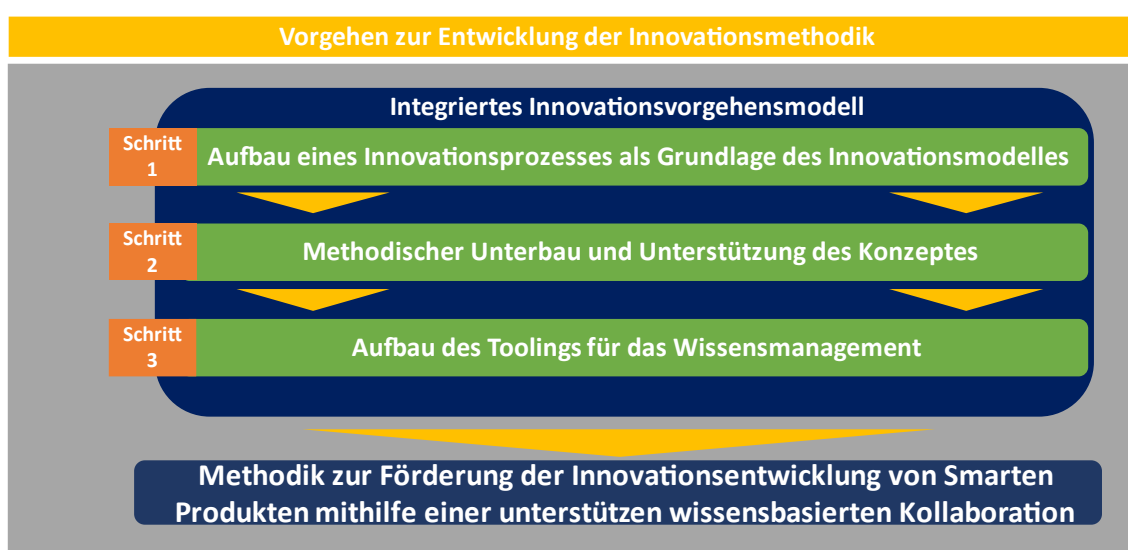 Vorgehen zur Entwicklung der Innovationsmethodik
Integriertes Innovationsvorgehensmodell
Schritt
1
Aufbau eines Innovationsprozesses als Grundlage des Innovationsmodelles
Schritt
2
Methodischer Unterbau und Unterstützung des Konzeptes
Schritt
3
Aufbau des Toolings für das Wissensmanagement
Methodik zur Förderung der Innovationsentwicklung von Smarten
Produkten mithilfe einer unterstützen wissensbasierten Kollaboration